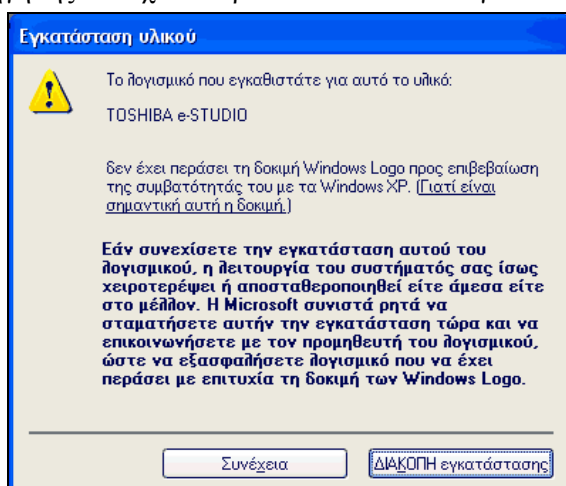 Εγκατάσταση υλικού
Το λογισμικό που εγκαθιστάτε για αυτό το υλικό:
TOSHIBA e-STUDIO
δεν έχει περάσει τη δοκιμή Windows Logo προς επιβεβαίωση
της συμβατότητάς του με τα Windows XP. (Γιατί είναι
σημαντική αυτή η δοκιμή.)
Εάν συνεχίσετε την εγκατάσταση αυτού του
λογισμικού, η λειτουργία του συστήματός σας ίσως
χειροτερέψει ή αποσταθεροποιηθεί είτε άμεσα είτε
στο μέλλον. Η Microsoft συνιστά ρητά να
σταματήσετε αυτήν την εγκατάσταση τώρα και να
επικοινωνήσετε με τον προμηθευτή του λογισμικού,
ώστε να εξασφαλήσετε λογισμικό που να έχει
περάσει με επιτυχία τη δοκιμή των Windows Logo.
Συνέχεια
ΔΙΑΚΟΠΗ εγκατάστασης